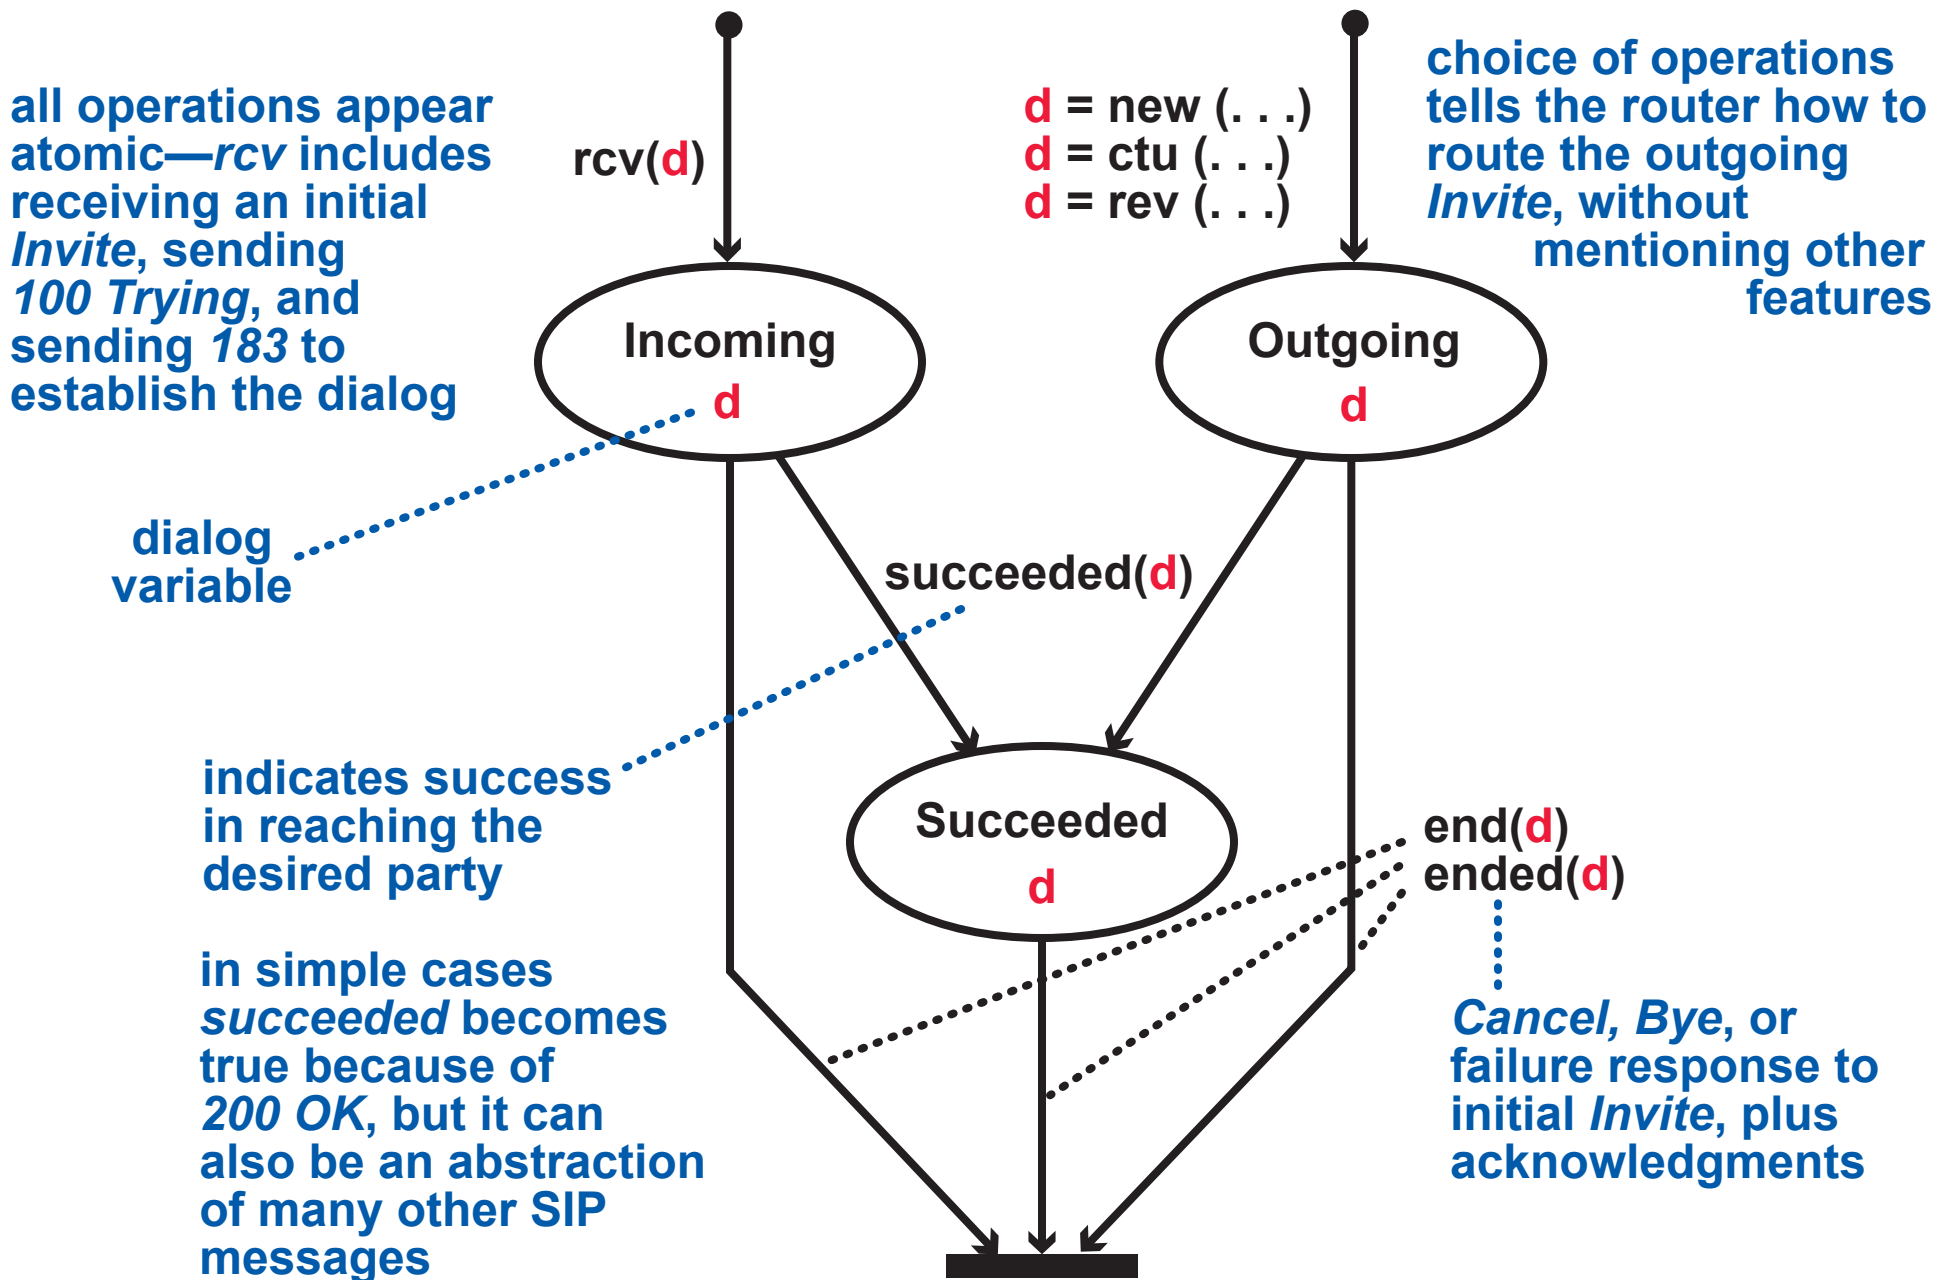 all operations appear
atomic—rcv includes
receiving an initial
Invite, sending
100 Trying, and
sending 183 to
establish the dialog
rcv(d)
d = new (. . .)
d = ctu (. . .)
d = rev (. . .)
choice of operations
tells the router how to
route the outgoing
Invite, without
mentioning other
features
Incoming
d
Outgoing
d
dialog
variable
succeeded(d)
indicates success
in reaching the
desired party
Succeeded
d
end(d)
ended(d)
in simple cases
succeeded becomes
true because of
200 OK, but it can
also be an abstraction
of many other SIP
messages
Cancel, Bye, or
failure response to
initial Invite, plus
acknowledgments